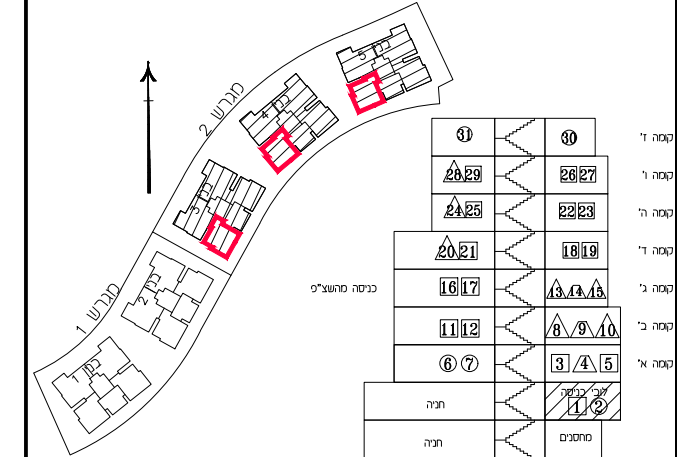 מגרש 2
בנין 5
בנין 4
בנין 3
מגרש 1
בנין 2
בנין 1
31 30 קומה ז'
28 29 26 27 קומה ו'
24 25 22 23 קומה ה'
20 21 18 19 קומה ד'
כניסה מהשצ"פ 16 17 13 14 15 קומה ג'
11 12 8 9 10 קומה ב'
6 7 3 4 5 קומה א'
לובי כניסה
חניה 1 2
חניה מחסנים